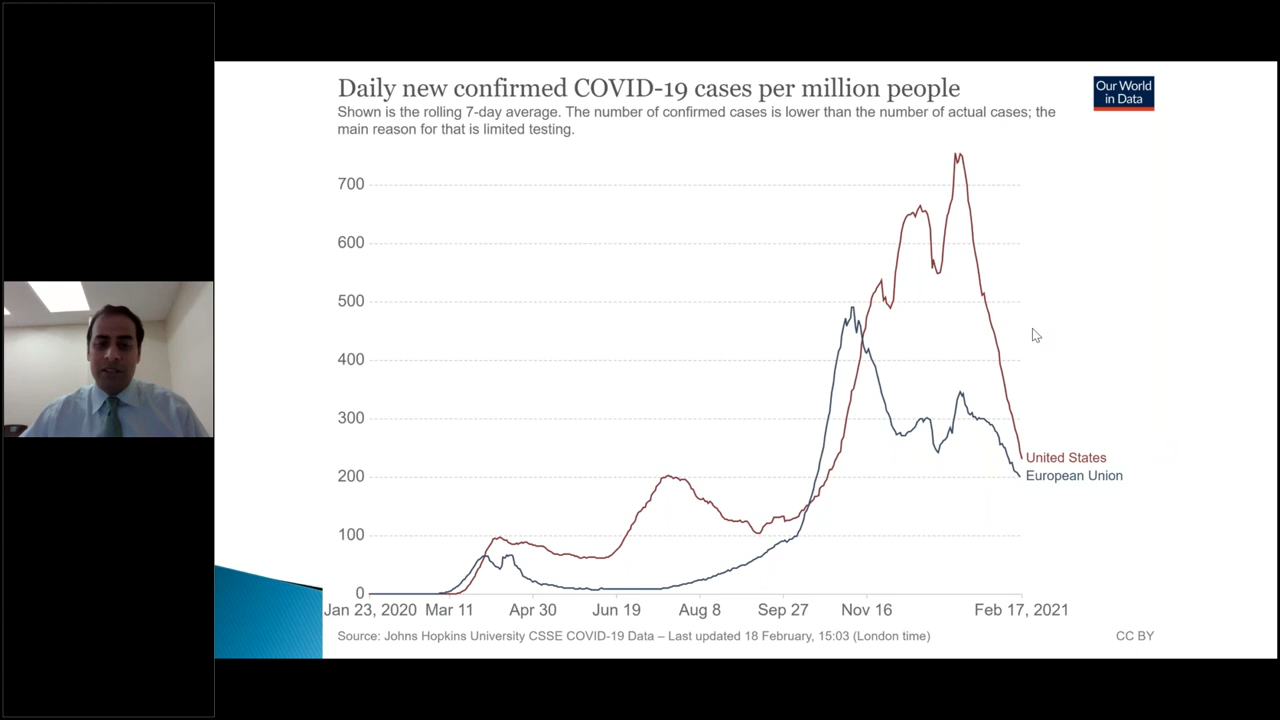 Daily new confirmed COVID-19 cases per million people
Our World
in Data
Shown is the rolling 7-day average. The number of confirmed cases is lower than the number of actual cases; the
main reason for that is limited testing.
700
600
500
400
300
200
100
0
United States
European Union
Jan 23, 2020 Mar 11 Apr 30 Jun 19 Aug 8 Sep 27 Nov 16 Feb 17, 2021
Source: Johns Hopkins University CSSE COVID-19 Data – Last updated 18 February, 15:03 (London time) CC BY